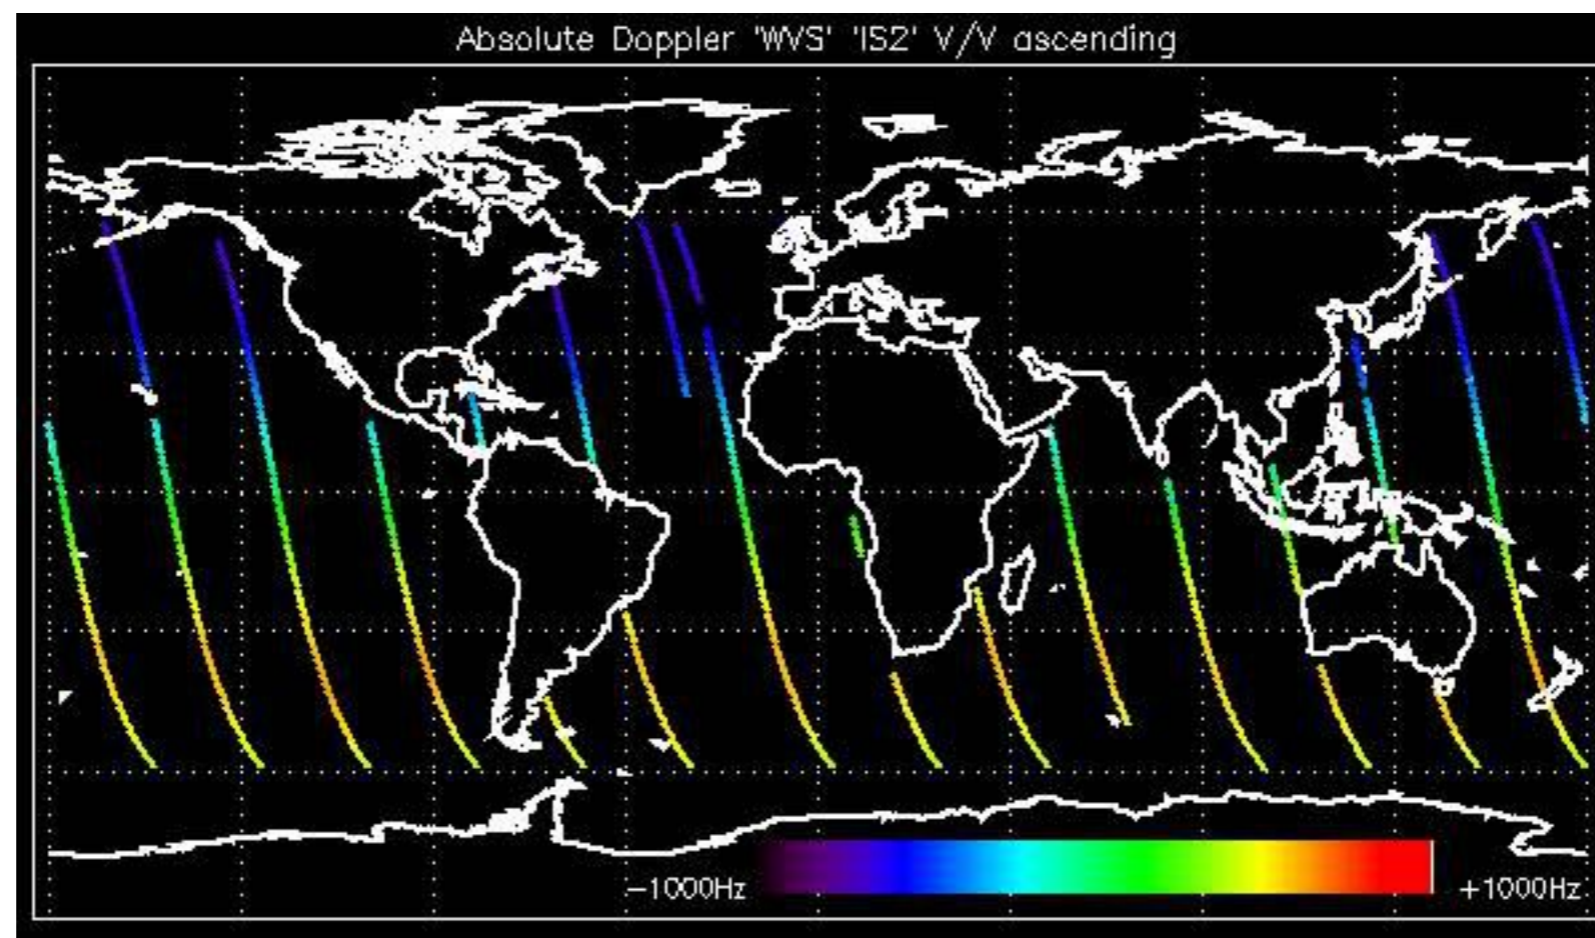 Absolute Doppler 'WVS' 'IS2' V/V ascending
−1000Hz +1000Hz